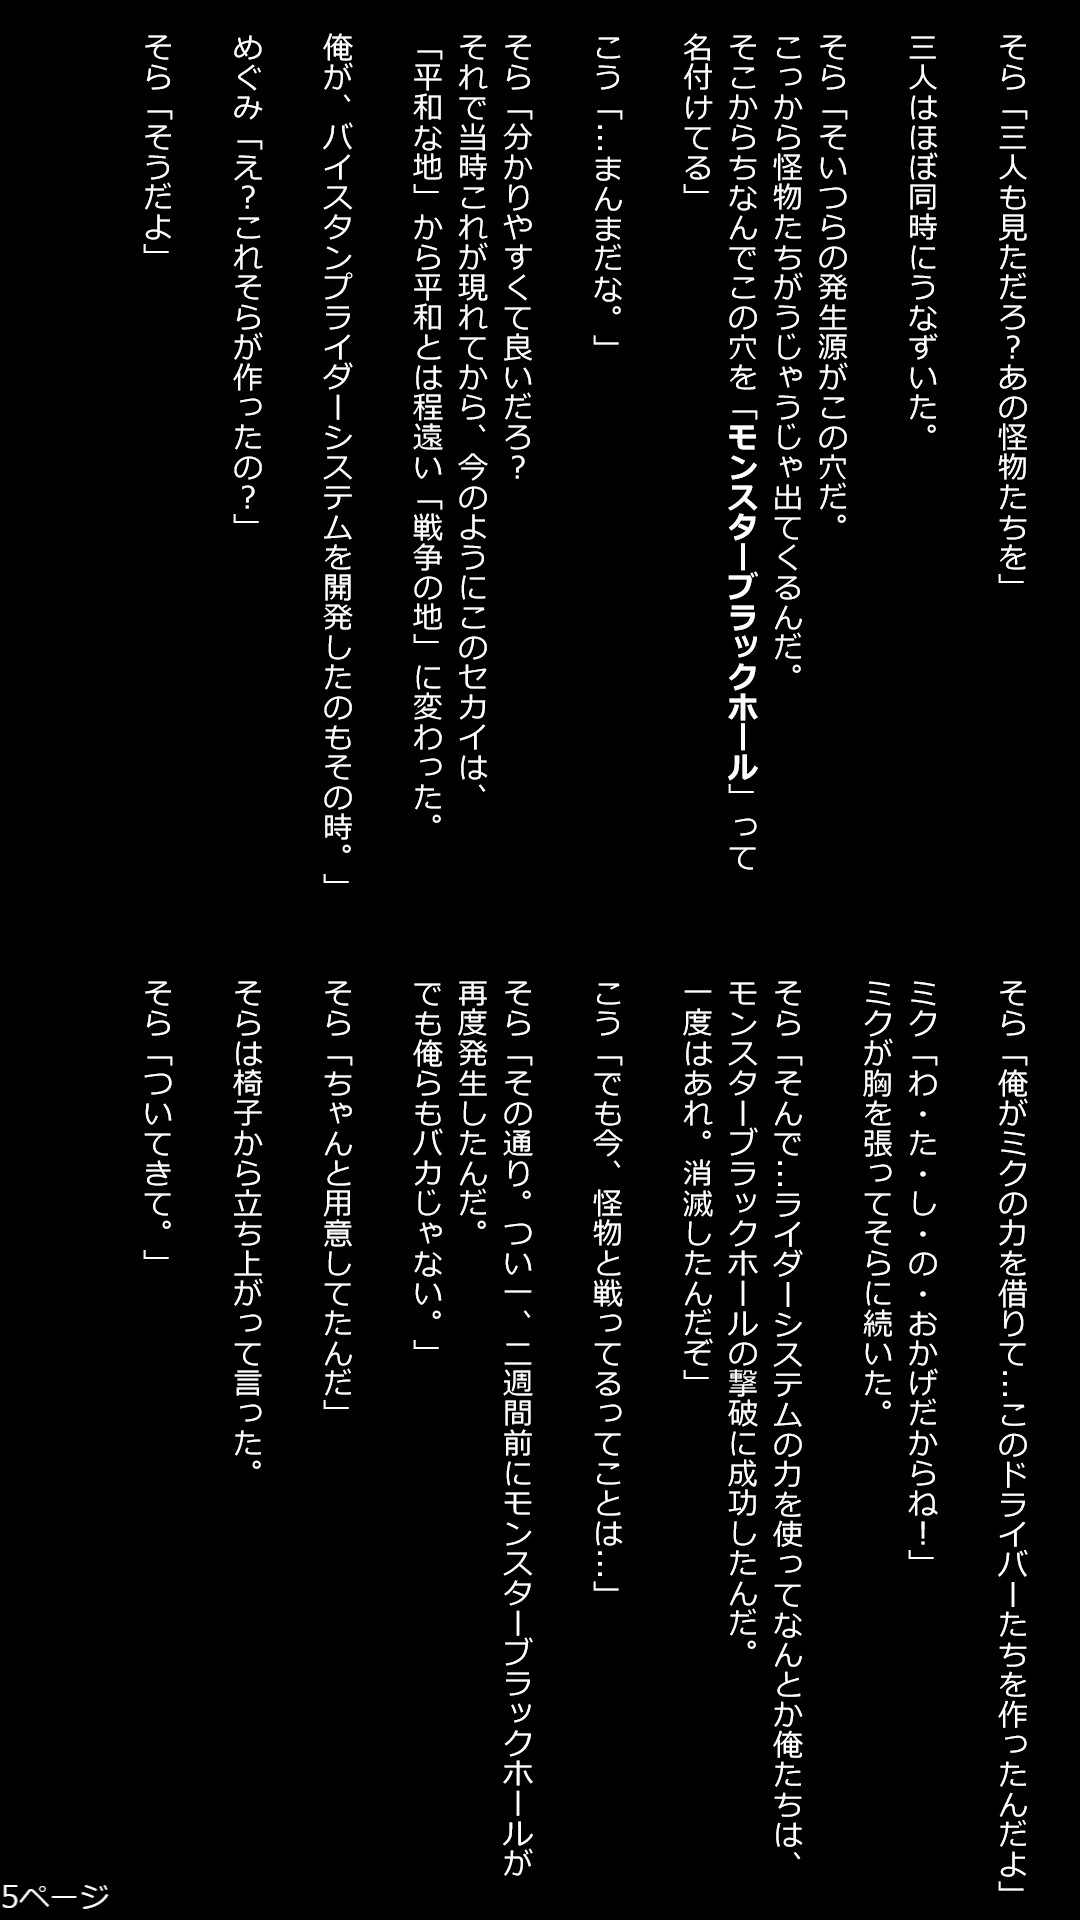 そら「三人も見ただろ?あの怪物たちを」
三人はほぼ同時にうなずいた。
そら「そいつらの発生源がこの穴だ。
こっから怪物たちがうじゃうじゃ出てくるんだ。
そこからちなんでこの穴を「モンスターブラックホール」って
名付けてる」
こう「…まんまだな。」
そら「分かりやすくて良いだろ?
それで当時これが現れてから、今のようにこのセカイは、
「平和な地」から平和とは程遠い「戦争の地」に変わった。
俺が、バイスタンプライダーシステムを開発したのもその時。」
めぐみ「え?これそらが作ったの?」
そら「そうだよ」
そら「俺がミクの力を借りて…このドライバーたちを作ったんだよ」
ミク「わ・た・し・の・おかげだからね!」
ミクが胸を張ってそらに続いた。
そら「そんで…ライダーシステムの力を使ってなんとか俺たちは、
モンスターブラックホールの撃破に成功したんだ。
一度はあれ。消滅したんだぞ」
こう「でも今、怪物と戦ってるってことは…」
そら「その通り。つい一、二週間前にモンスターブラックホールが
再度発生したんだ。
でも俺らもバカじゃない。」
そら「ちゃんと用意してたんだ」
そらは椅子から立ち上がって言った。
そら「ついてきて。」
5ページ